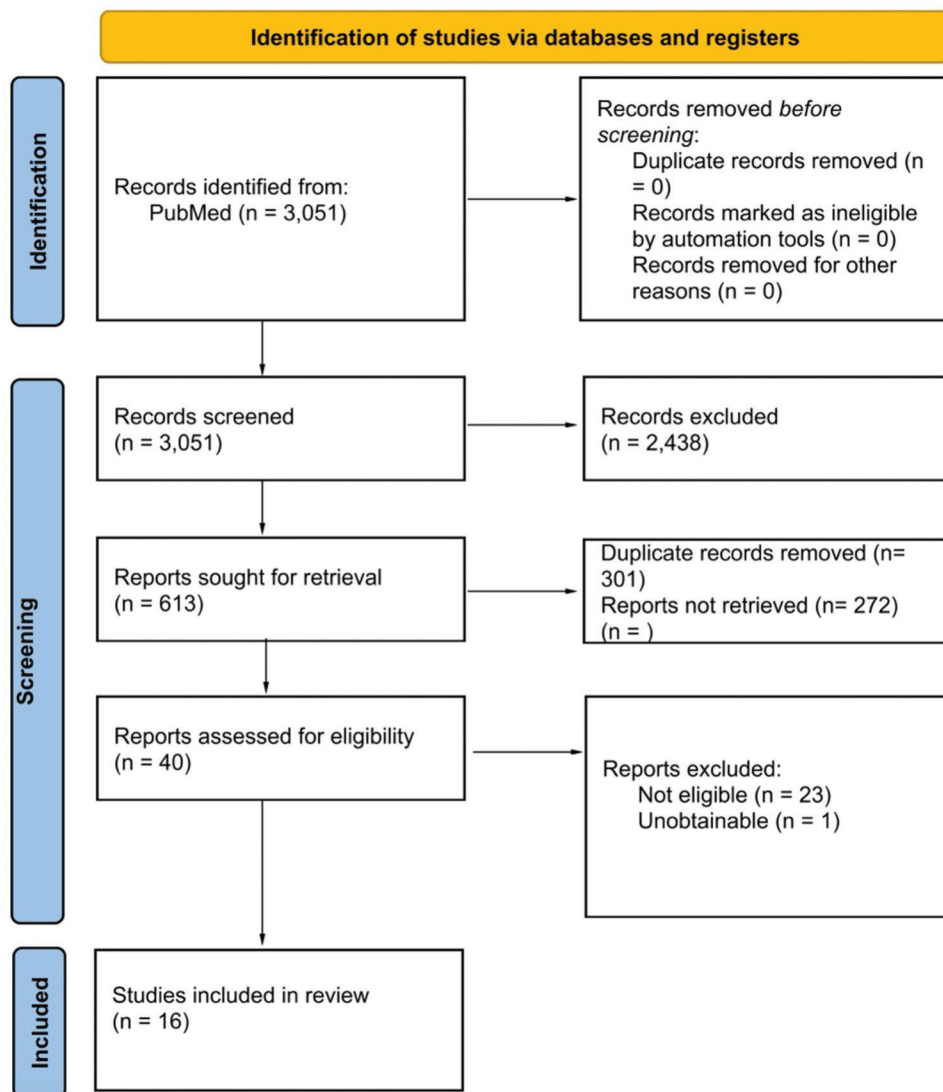 Identification of studies via databases and registers
Identification
Records identified from:
PubMed (n = 3,051)
Records removed before
screening:
Duplicate records removed (n
= 0)
Records marked as ineligible
by automation tools (n = 0)
Records removed for other
reasons (n = 0)
Screening
Records screened
(n = 3,051)
Records excluded
(n = 2,438)
Reports sought for retrieval
(n = 613)
Duplicate records removed (n=
301)
Reports not retrieved (n= 272)
(n = )
Reports assessed for eligibility
(n = 40)
Reports excluded:
Not eligible (n = 23)
Unobtainable (n = 1)
Included
Studies included in review
(n = 16)